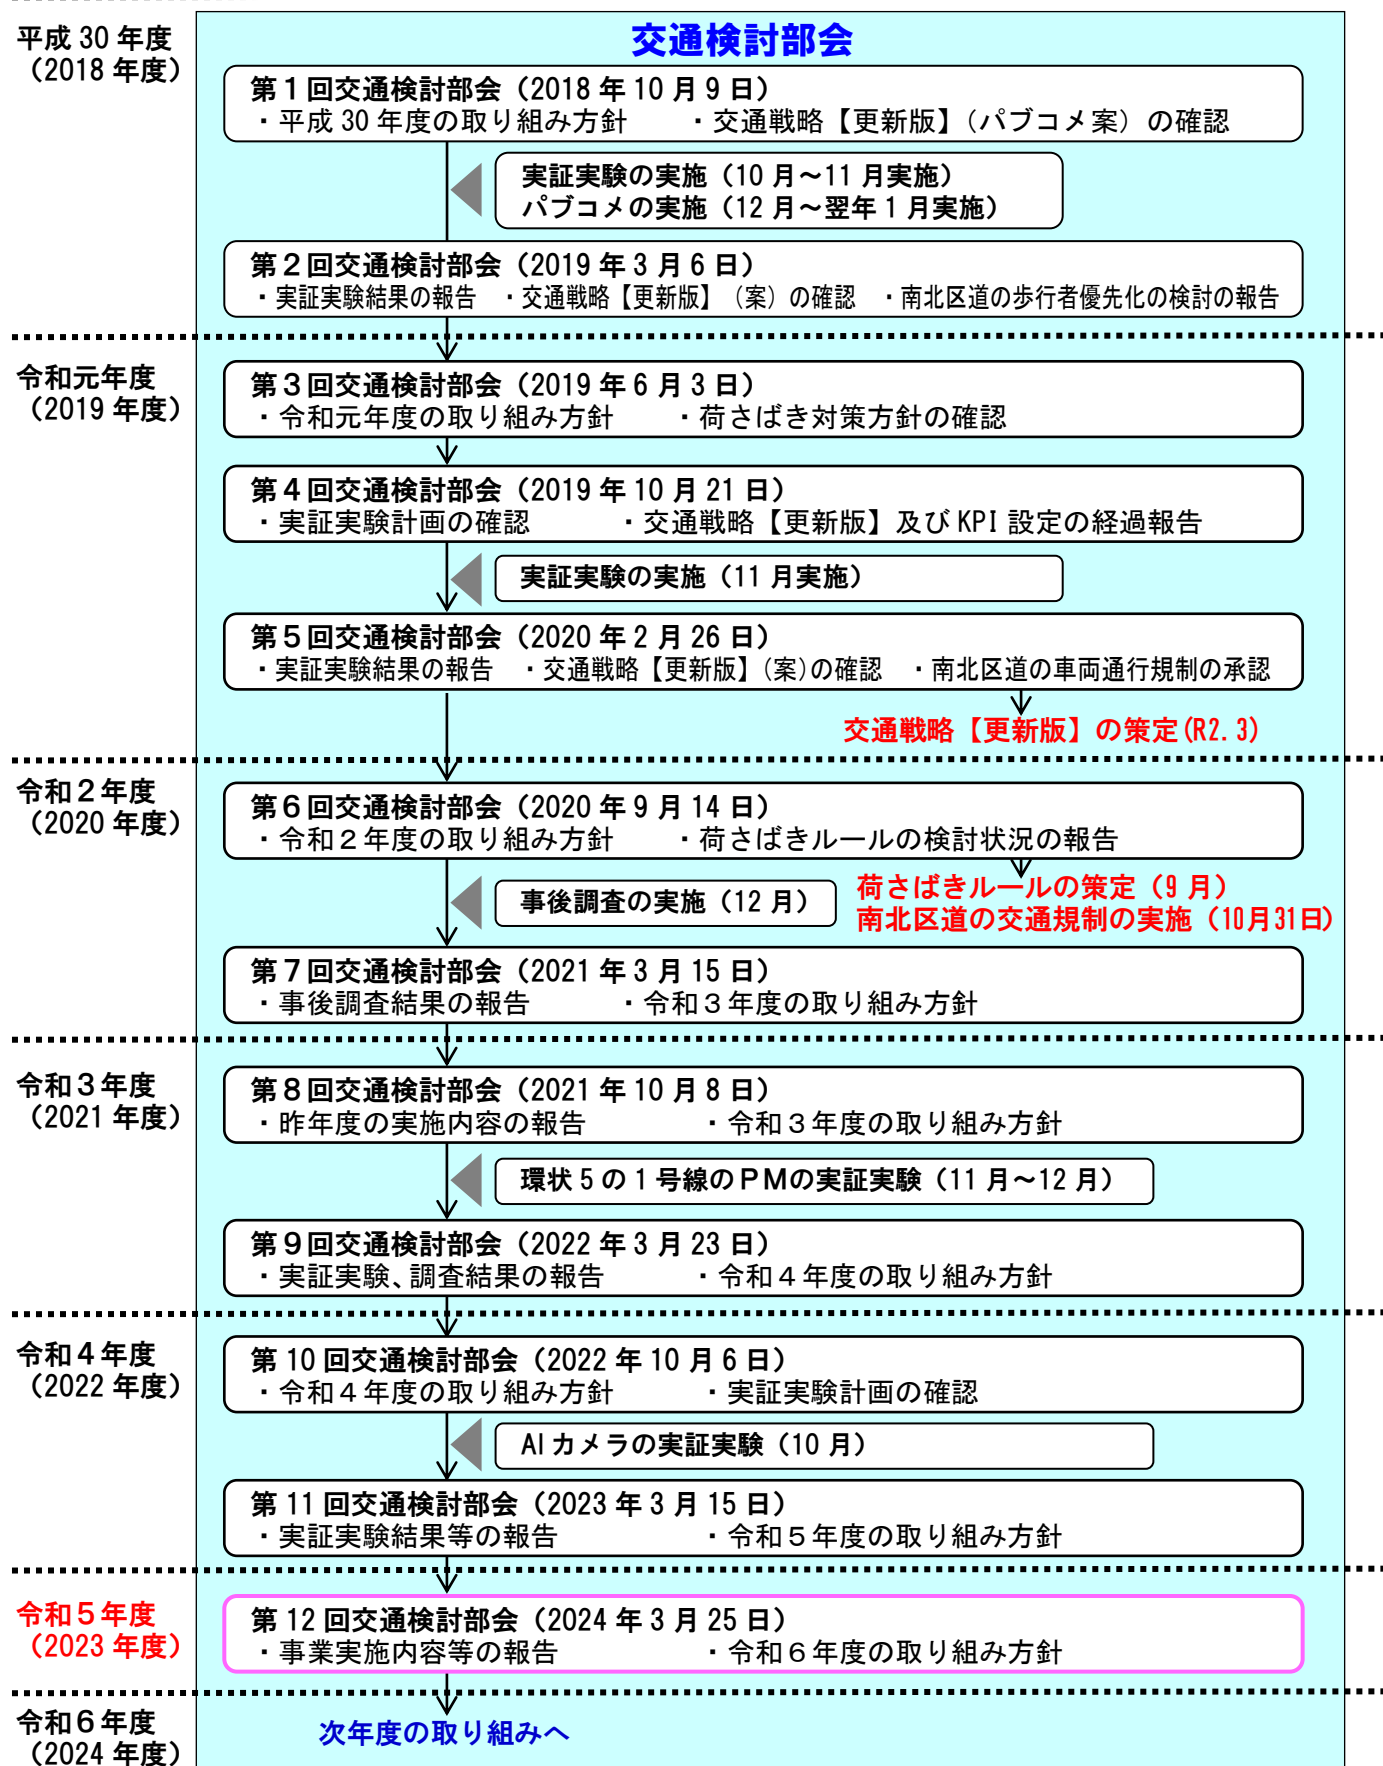 交通検討部会
平成30年度
（2018年度）
第１回交通検討部会（2018年10月9日）
・平成30年度の取り組み方針　・交通戦略【更新版】（パブコメ案）の確認
実証実験の実施（10月～11月実施）
パブコメの実施（12月～翌年1月実施）
第２回交通検討部会（2019年3月6日）
・実証実験結果の報告　・交通戦略【更新版】（案）の確認　・南北区道の歩行者優先化の検討の報告
令和元年度
（2019年度）
第３回交通検討部会（2019年6月3日）
・令和元年度の取り組み方針　・荷さばき対策方針の確認
第４回交通検討部会（2019年10月21日）
・実証実験計画の確認　・交通戦略【更新版】及びKPI設定の経過報告
実証実験の実施（11月実施）
第５回交通検討部会（2020年2月26日）
・実証実験結果の報告　・交通戦略【更新版】（案）の確認　・南北区道の車両通行規制の承認
交通戦略【更新版】の策定(R2.3)
令和２年度
（2020年度）
第６回交通検討部会（2020年9月14日）
・令和２年度の取り組み方針　・荷さばきルールの検討状況の報告
事後調査の実施（12月）
荷さばきルールの策定（9月）
南北区道の交通規制の実施（10月31日）
第７回交通検討部会（2021年3月15日）
・事後調査結果の報告　・令和３年度の取り組み方針
令和３年度
（2021年度）
第８回交通検討部会（2021年10月8日）
・昨年度の実施内容の報告　・令和３年度の取り組み方針
環状5の1号線のＰＭの実証実験（11月～12月）
第９回交通検討部会（2022年3月23日）
・実証実験、調査結果の報告　・令和４年度の取り組み方針
令和４年度
（2022年度）
第10回交通検討部会（2022年10月6日）
・令和４年度の取り組み方針　・実証実験計画の確認
AIカメラの実証実験（10月）
第11回交通検討部会（2023年3月15日）
・実証実験結果等の報告　・令和５年度の取り組み方針
令和５年度
（2023年度）
第12回交通検討部会（2024年3月25日）
・事業実施内容等の報告　・令和６年度の取り組み方針
令和６年度
（2024年度）
次年度の取り組みへ